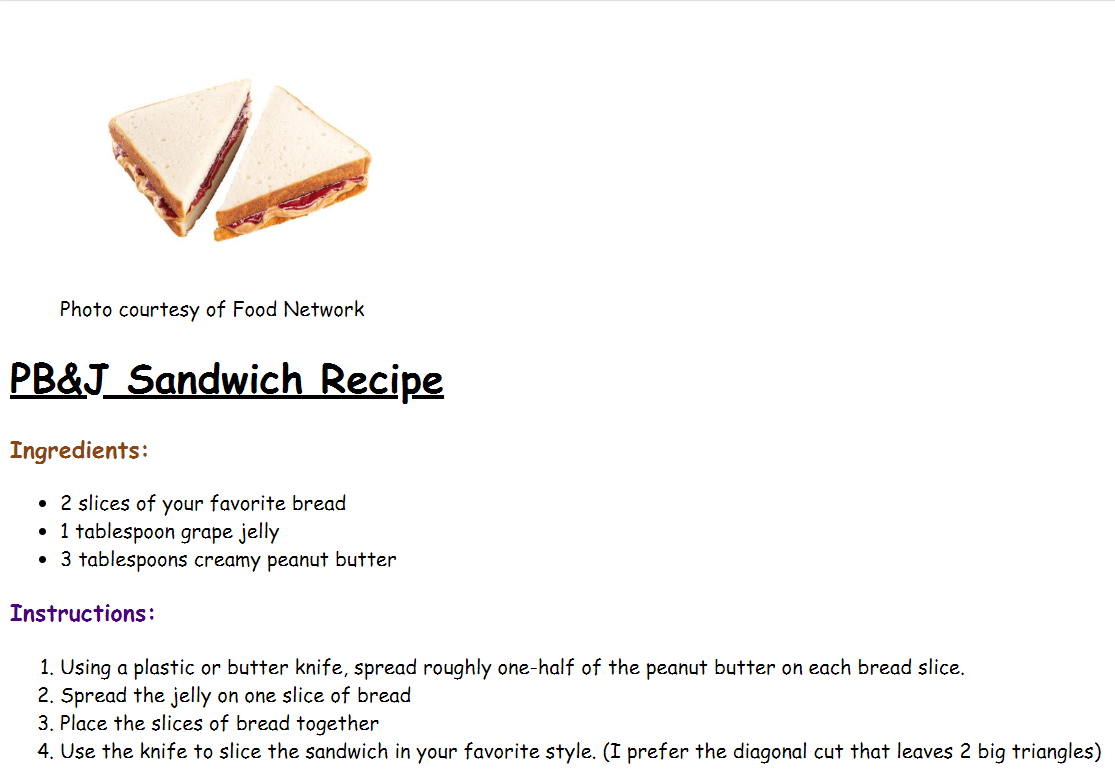 Photo courtesy of Food Network
PB&J Sandwich Recipe
Ingredients:
• 2 slices of your favorite bread
• 1 tablespoon grape jelly
• 3 tablespoons creamy peanut butter
Instructions:
1. Using a plastic or butter knife, spread roughly one-half of the peanut butter on each bread slice.
2. Spread the jelly on one slice of bread
3. Place the slices of bread together
4. Use the knife to slice the sandwich in your favorite style. (I prefer the diagonal cut that leaves 2 big triangles)